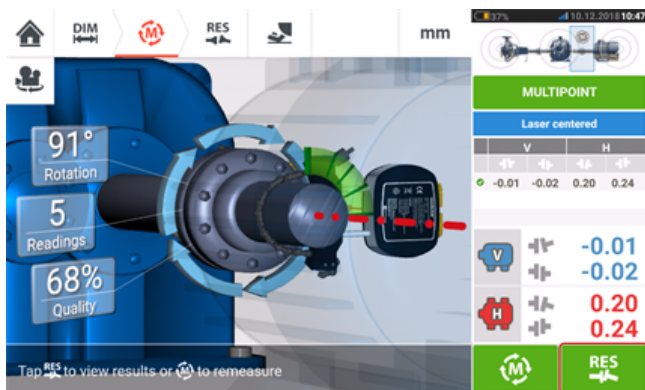 DIM
M
RES
mm
37%
10.12.2018 10:47
91°
Rotation
5
Readings
68%
Quality
MULTIPOINT
Laser centered
V H
-0.01 -0.02 0.20 0.24
V
-0.01
-0.02
H
0.20
0.24
Tap RES to view results or M to remeasure
M
RES